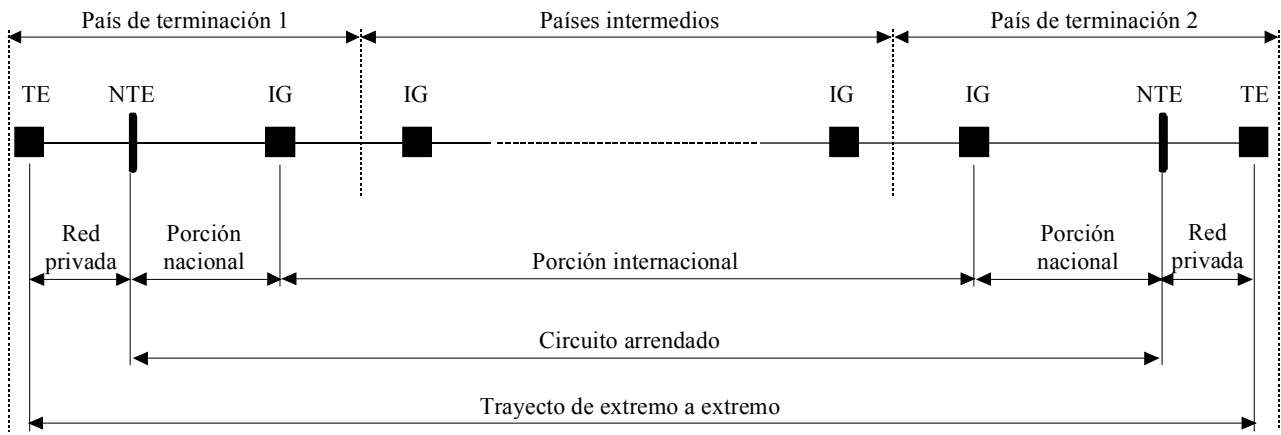 País de terminación 1
Países intermedios
País de terminación 2
TE
NTE
IG
IG
IG
IG
NTE
TE
Red
privada
Porción
nacional
Porción internacional
Porción
nacional
Red
privada
Circuito arrendado
Trayecto de extremo a extremo